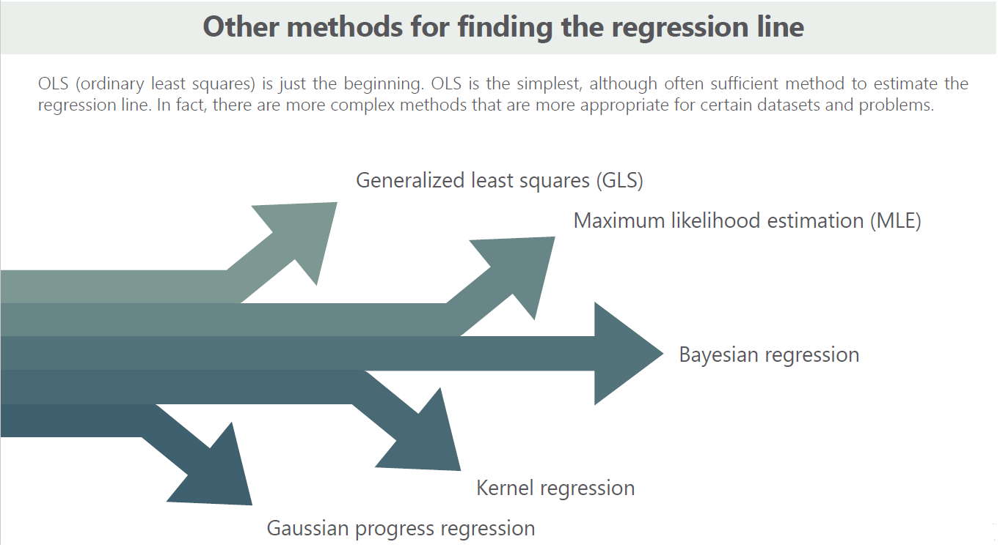 Other methods for finding the regression line
OLS (ordinary least squares) is just the beginning. OLS is the simplest, although often sufficient method to estimate the
regression line. In fact, there are more complex methods that are more appropriate for certain datasets and problems.
Generalized least squares (GLS)
Maximum likelihood estimation (MLE)
Bayesian regression
Kernel regression
Gaussian progress regression